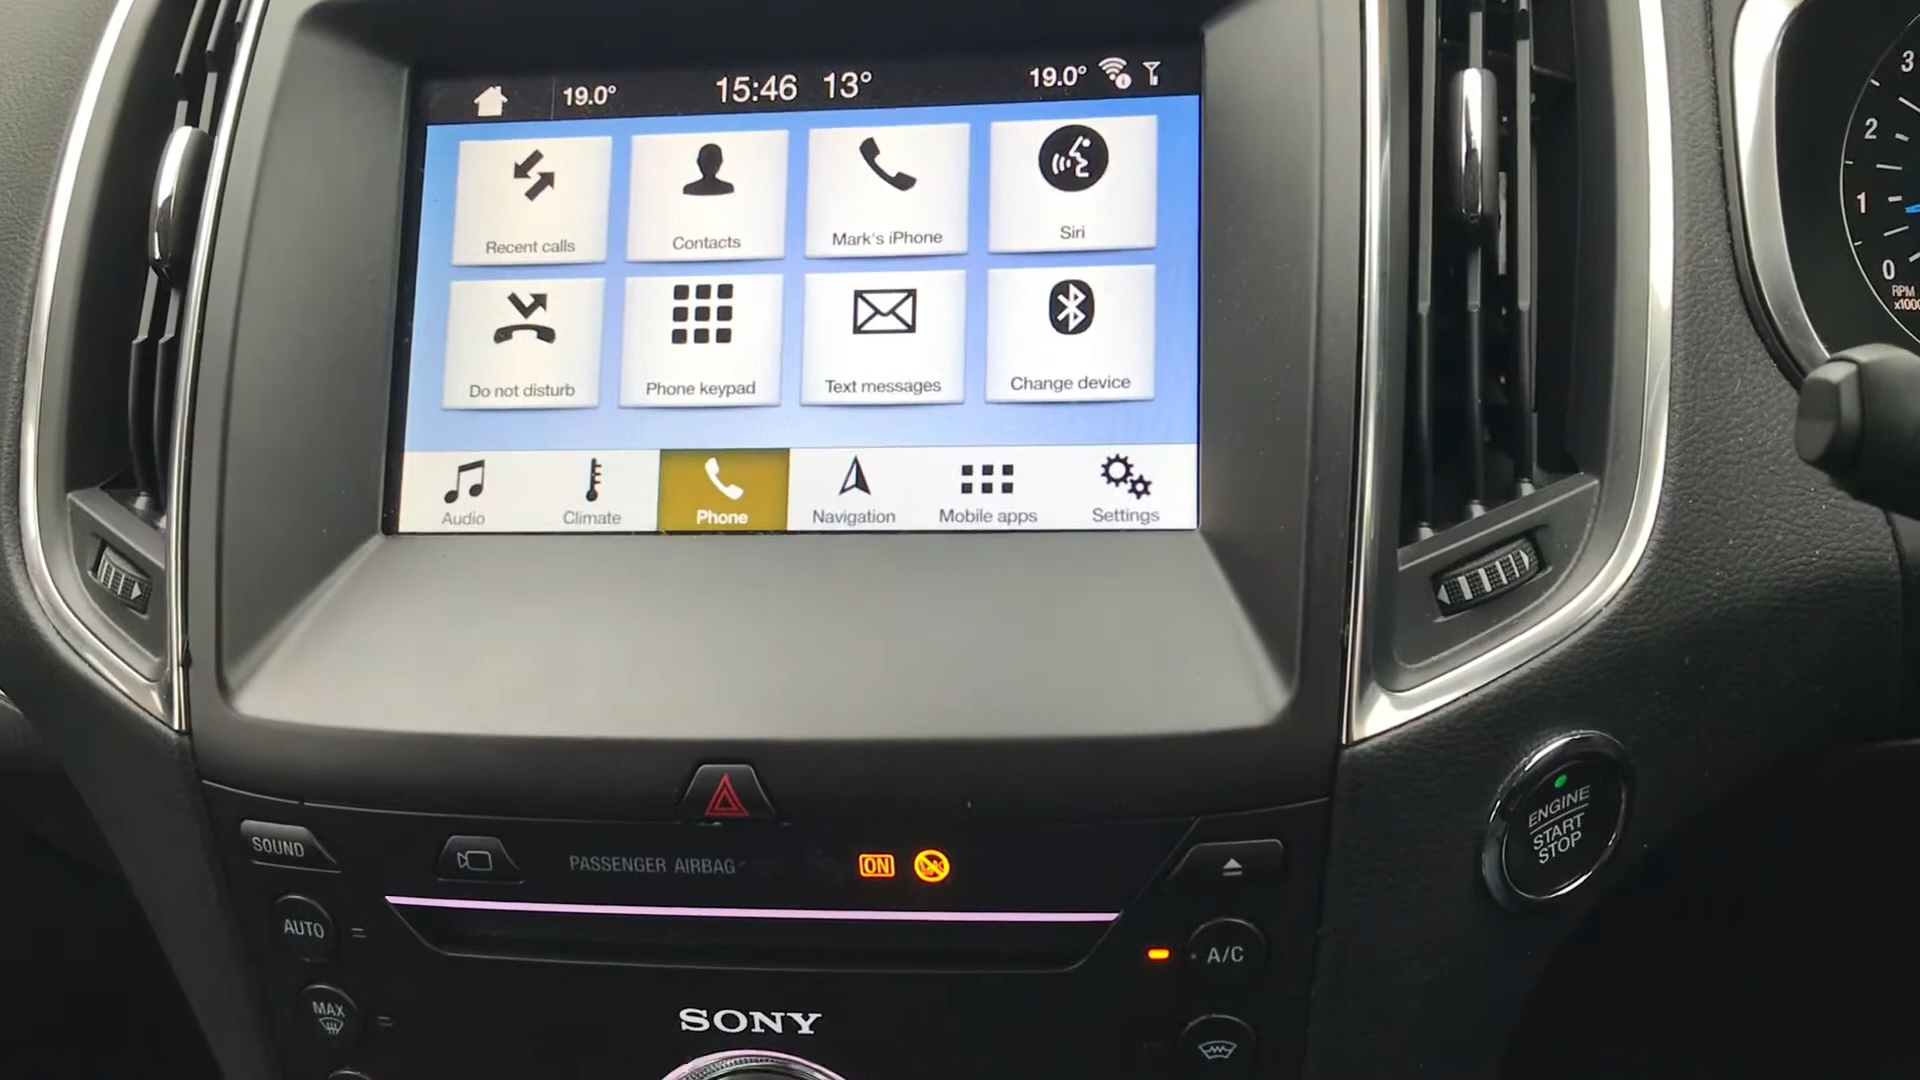 19.0° 15:46 13° 19.0°
Recent calls Contacts Mark's iPhone Siri
Do not disturb Phone keypad Text messages Change device
Audio Climate Phone Navigation Mobile apps Settings
3
2
1
0
RPM
x1000
ENGINE
START
STOP
SOUND
PASSENGER AIRBAG ON
AUTO
A/C
MAX
SONY